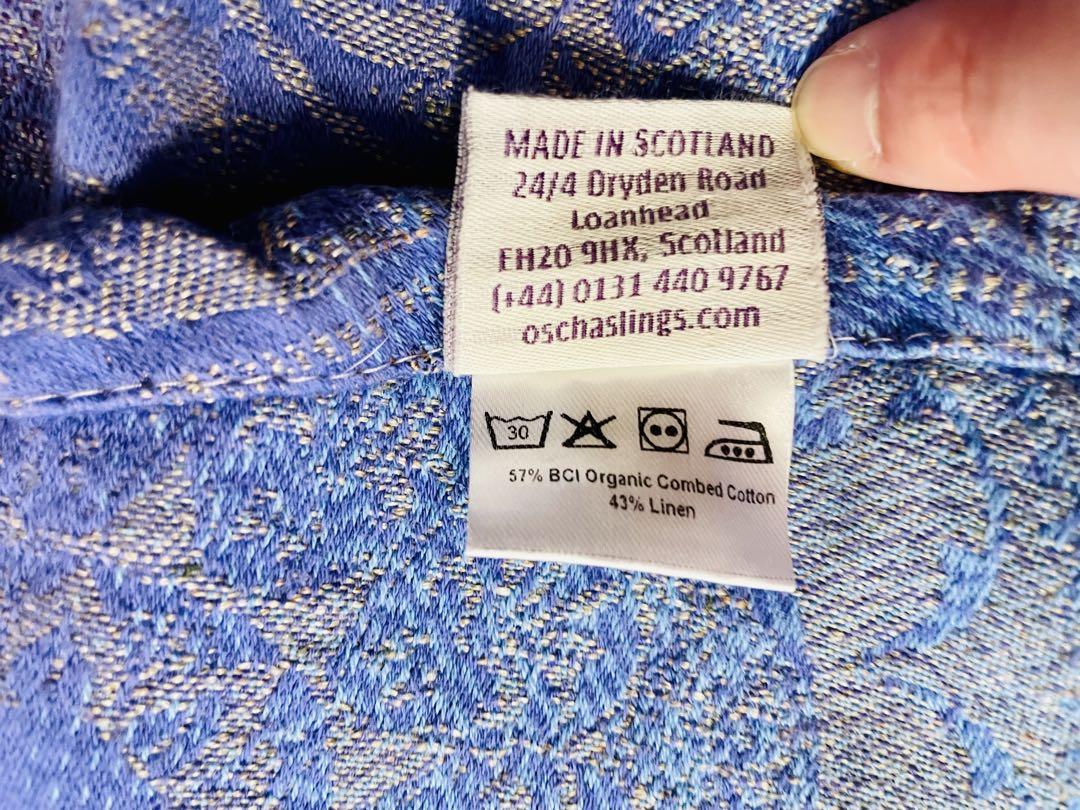 MADE IN SCOTLAND
24/4 Dryden Road
Loanhead
EH20 9HX, Scotland
(+44) 0131 440 9767
oschaslings.com
30
57% BCI Organic Combed Cotton
43% Linen